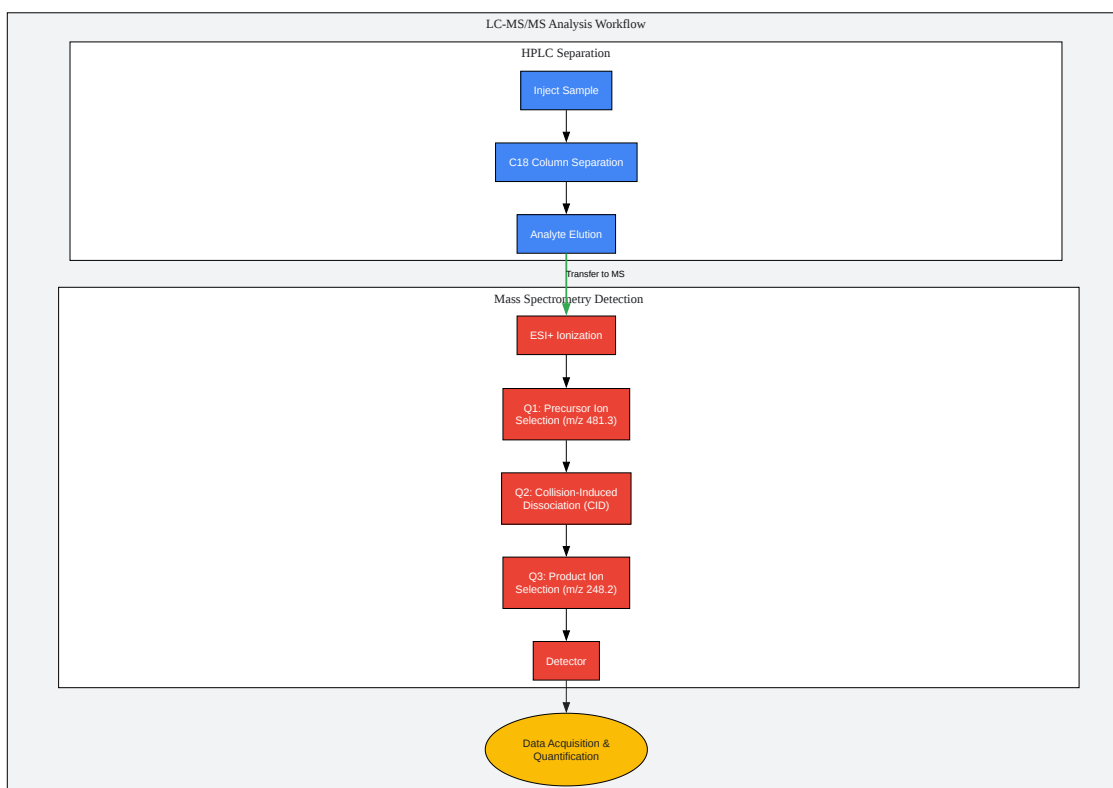 LC-MS/MS Analysis Workflow
HPLC Separation
Inject Sample
C18 Column Separation
Analyte Elution
Transfer to MS
Mass Spectrometry Detection
ESI+ Ionization
Q1: Precursor Ion
Selection (m/z 481.3)
Q2: Collision-Induced
Dissociation (CID)
Q3: Product Ion
Selection (m/z 248.2)
Detector
Data Acquisition &
Quantification